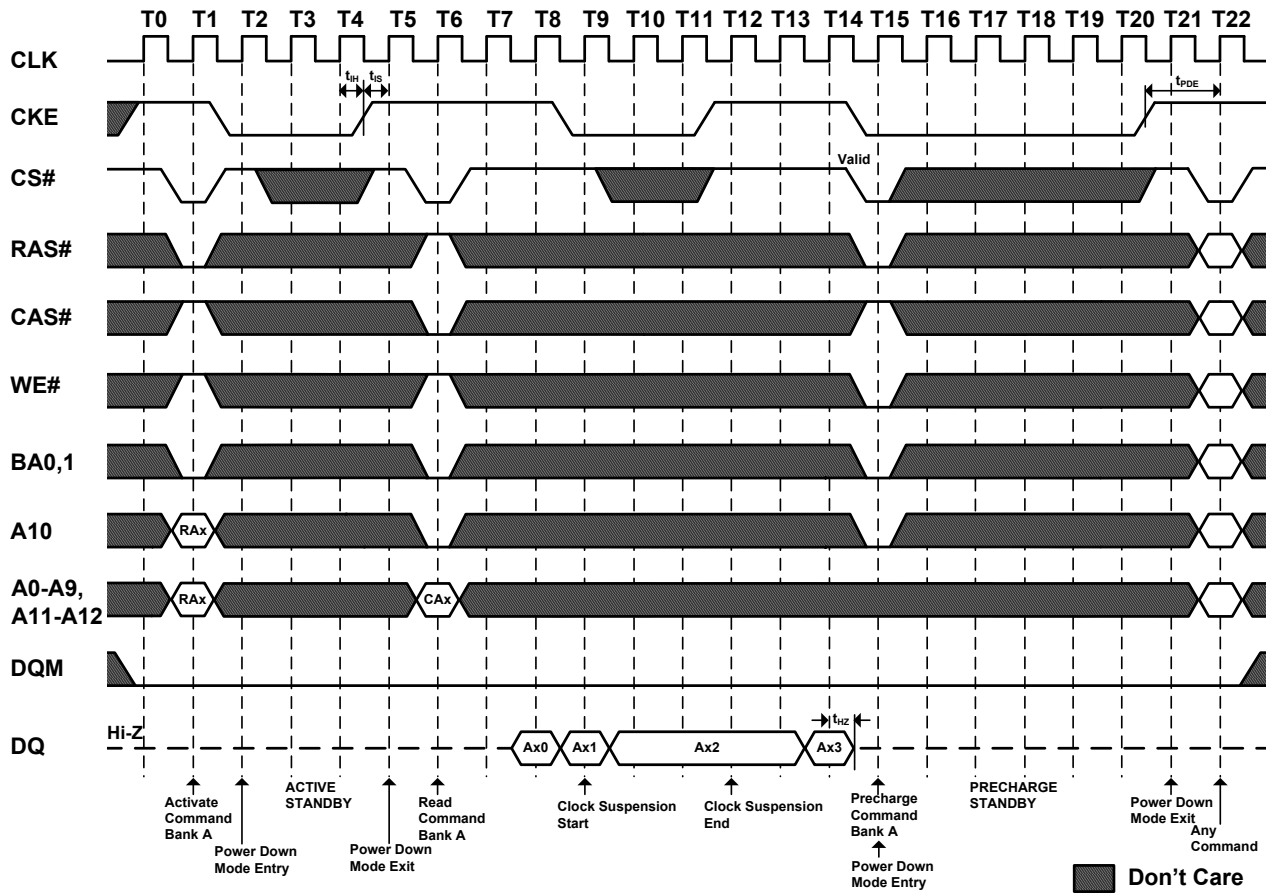 T0 T1 T2 T3 T4 T5 T6 T7 T8 T9 T10 T11 T12 T13 T14 T15 T16 T17 T18 T19 T20 T21 T22
CLK
tIH tIS
tPDE
CKE
Valid
CS#
RAS#
CAS#
WE#
BA0,1
A10
RAx
A0-A9,
A11-A12
RAx CAx
DQM
Hi-Z
tHZ
DQ
Ax0 Ax1 Ax2 Ax3
Activate
Command
Bank A
Power Down
Mode Entry
ACTIVE
STANDBY
Power Down
Mode Exit
Read
Command
Bank A
Clock Suspension
Start
Clock Suspension
End
Precharge
Command
Bank A
Power Down
Mode Entry
PRECHARGE
STANDBY
Power Down
Mode Exit
Any
Command
Don't Care